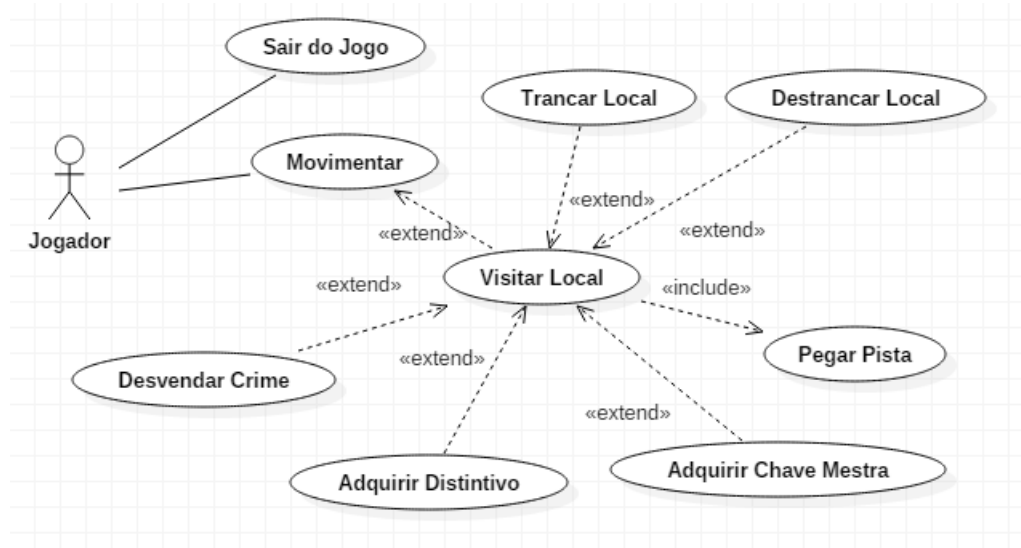 Sair do Jogo
Trancar Local
Destrancar Local
Movimentar
Jogador
«extend»
«extend»
«extend»
Visitar Local
«extend»
«include»
Pegar Pista
«extend»
Desvendar Crime
«extend»
Adquirir Distintivo
Adquirir Chave Mestra